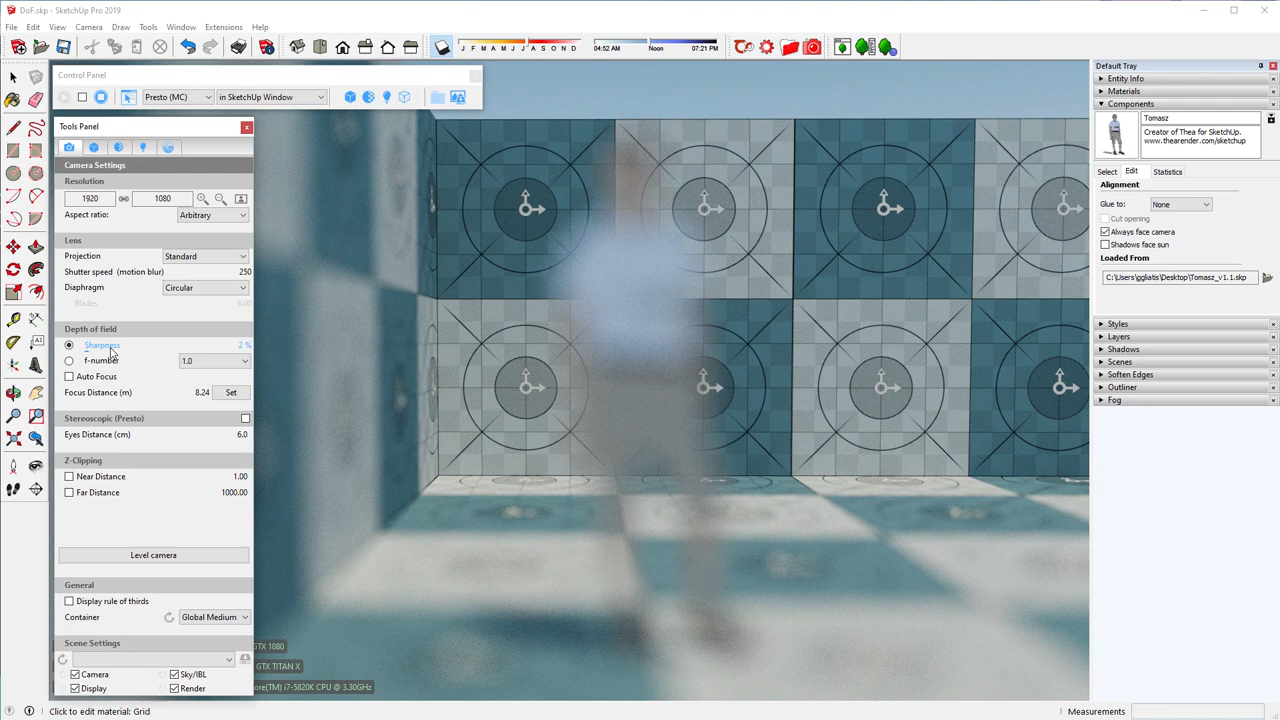 DoF.skp - SketchUp Pro 2019
File Edit View Camera Draw Tools Window Extensions Help
J F M A M J J A S O N D
04:52 AM Noon 07:21 PM
Control Panel
Presto (MC) in SketchUp Window
Tools Panel
Camera Settings
Resolution
1920 1080
Aspect ratio: Arbitrary
Lens
Projection Standard
Shutter speed (motion blur) 250
Diaphragm Circular
Blades 6.00
Depth of field
Sharpness 2 %
f-number 1.0
Auto Focus
Focus Distance (m) 8.24 Set
Stereoscopic (Presto)
Eyes Distance (cm) 6.0
Z-Clipping
Near Distance 1.00
Far Distance 1000.00
Level camera
General
Display rule of thirds
Container Global Medium
Scene Settings
Camera Sky/IBL
Display Render
GTX 1080
GTX TITAN X
ore(TM) i7-5820K CPU @ 3.30GHz
Default Tray
Entity Info
Materials
Components
Tomasz
Creator of Thea for SketchUp.
www.thearender.com/sketchup
Select Edit Statistics
Alignment
Glue to: None
Cut opening
Always face camera
Shadows face sun
Loaded From
C:\Users\ggliatis\Desktop\Tomasz_v1.1.skp
Styles
Layers
Shadows
Scenes
Soften Edges
Outliner
Fog
Click to edit material: Grid
Measurements